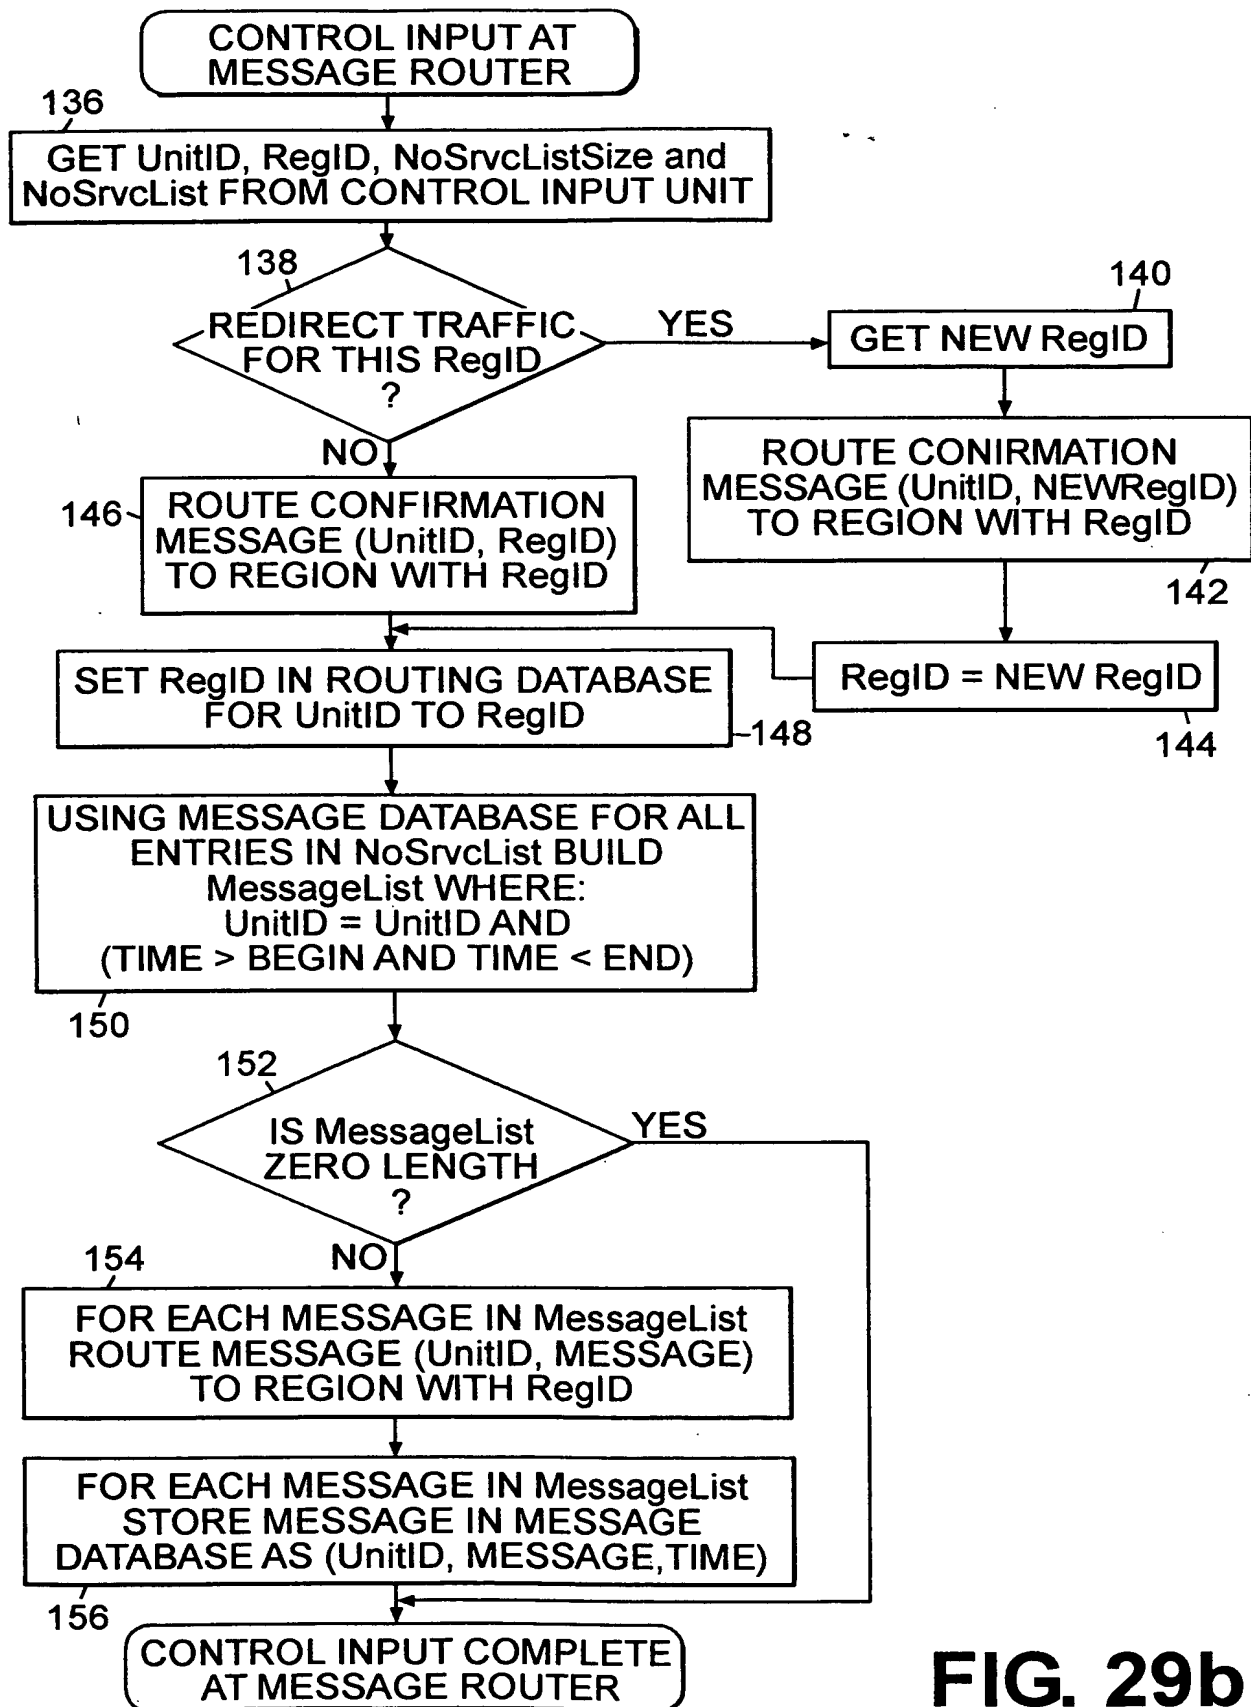 CONTROL INPUT AT
MESSAGE ROUTER
136
GET UnitID, RegID, NoSrvcListSize and
NoSrvcList FROM CONTROL INPUT UNIT
138
REDIRECT TRAFFIC
FOR THIS RegID
?
YES
140
GET NEW RegID
ROUTE CONIRMATION
MESSAGE (UnitID, NEWRegID)
TO REGION WITH RegID
142
RegID = NEW RegID
144
NO
146
ROUTE CONFIRMATION
MESSAGE (UnitID, RegID)
TO REGION WITH RegID
SET RegID IN ROUTING DATABASE
FOR UnitID TO RegID
148
USING MESSAGE DATABASE FOR ALL
ENTRIES IN NoSrvcList BUILD
MessageList WHERE:
UnitID = UnitID AND
(TIME > BEGIN AND TIME < END)
150
152
IS MessageList
ZERO LENGTH
?
YES
NO
154
FOR EACH MESSAGE IN MessageList
ROUTE MESSAGE (UnitID, MESSAGE)
TO REGION WITH RegID
FOR EACH MESSAGE IN MessageList
STORE MESSAGE IN MESSAGE
DATABASE AS (UnitID, MESSAGE,TIME)
156
CONTROL INPUT COMPLETE
AT MESSAGE ROUTER
FIG. 29b